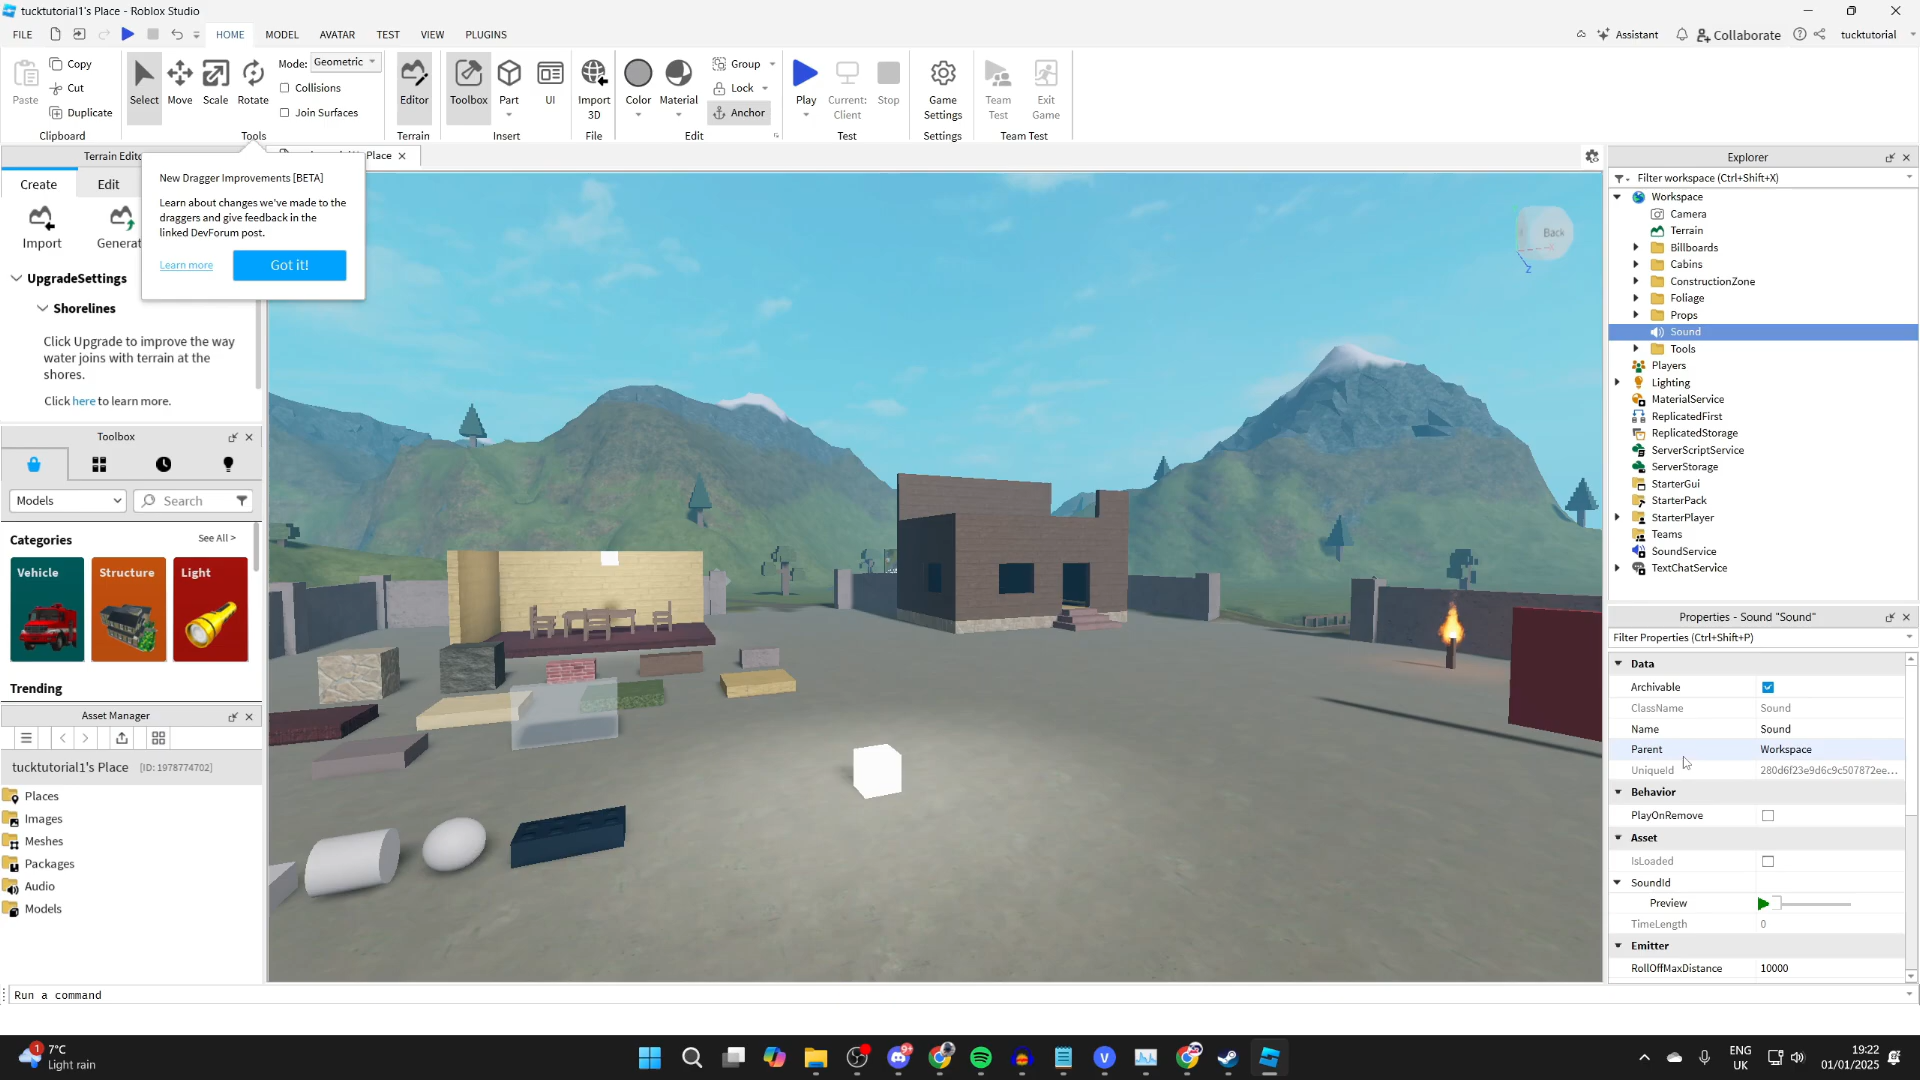 tucktutorial1's Place - Roblox Studio
FILE HOME MODEL AVATAR TEST VIEW PLUGINS Assistant Collaborate tucktutorial
Paste Copy Cut Duplicate Clipboard
Select Move Scale Rotate Mode: Geometric Collisions Join Surfaces Tools
Editor Terrain
Toolbox Part UI Insert
Import 3D File
Color Material Group Lock Anchor Edit
Play Current: Client Stop Test
Game Settings Settings
Team Test Exit Game Team Test
Terrain Edito
Place
Create Edit
Import Generat
UpgradeSettings
Shorelines
Click Upgrade to improve the way
water joins with terrain at the
shores.
Click here to learn more.
New Dragger Improvements [BETA]
Learn about changes we've made to the
draggers and give feedback in the
linked DevForum post.
Learn more Got it!
Toolbox
Models Search
Categories See All >
Vehicle Structure Light
Trending
Asset Manager
tucktutorial1's Place [ID: 1978774702]
Places
Images
Meshes
Packages
Audio
Models
Back
Z
Explorer
Filter workspace (Ctrl+Shift+X)
Workspace
Camera
Terrain
Billboards
Cabins
ConstructionZone
Foliage
Props
Sound
Tools
Players
Lighting
MaterialService
ReplicatedFirst
ReplicatedStorage
ServerScriptService
ServerStorage
StarterGui
StarterPack
StarterPlayer
Teams
SoundService
TextChatService
Properties - Sound "Sound"
Filter Properties (Ctrl+Shift+P)
Data
Archivable
ClassName Sound
Name Sound
Parent Workspace
UniqueId 280d6f23e9d6c9c507872ee...
Behavior
PlayOnRemove
Asset
IsLoaded
SoundId
Preview
TimeLength 0
Emitter
RollOffMaxDistance 10000
Run a command
1 7°C
Light rain
9+
ENG
UK
19:22
01/01/2025